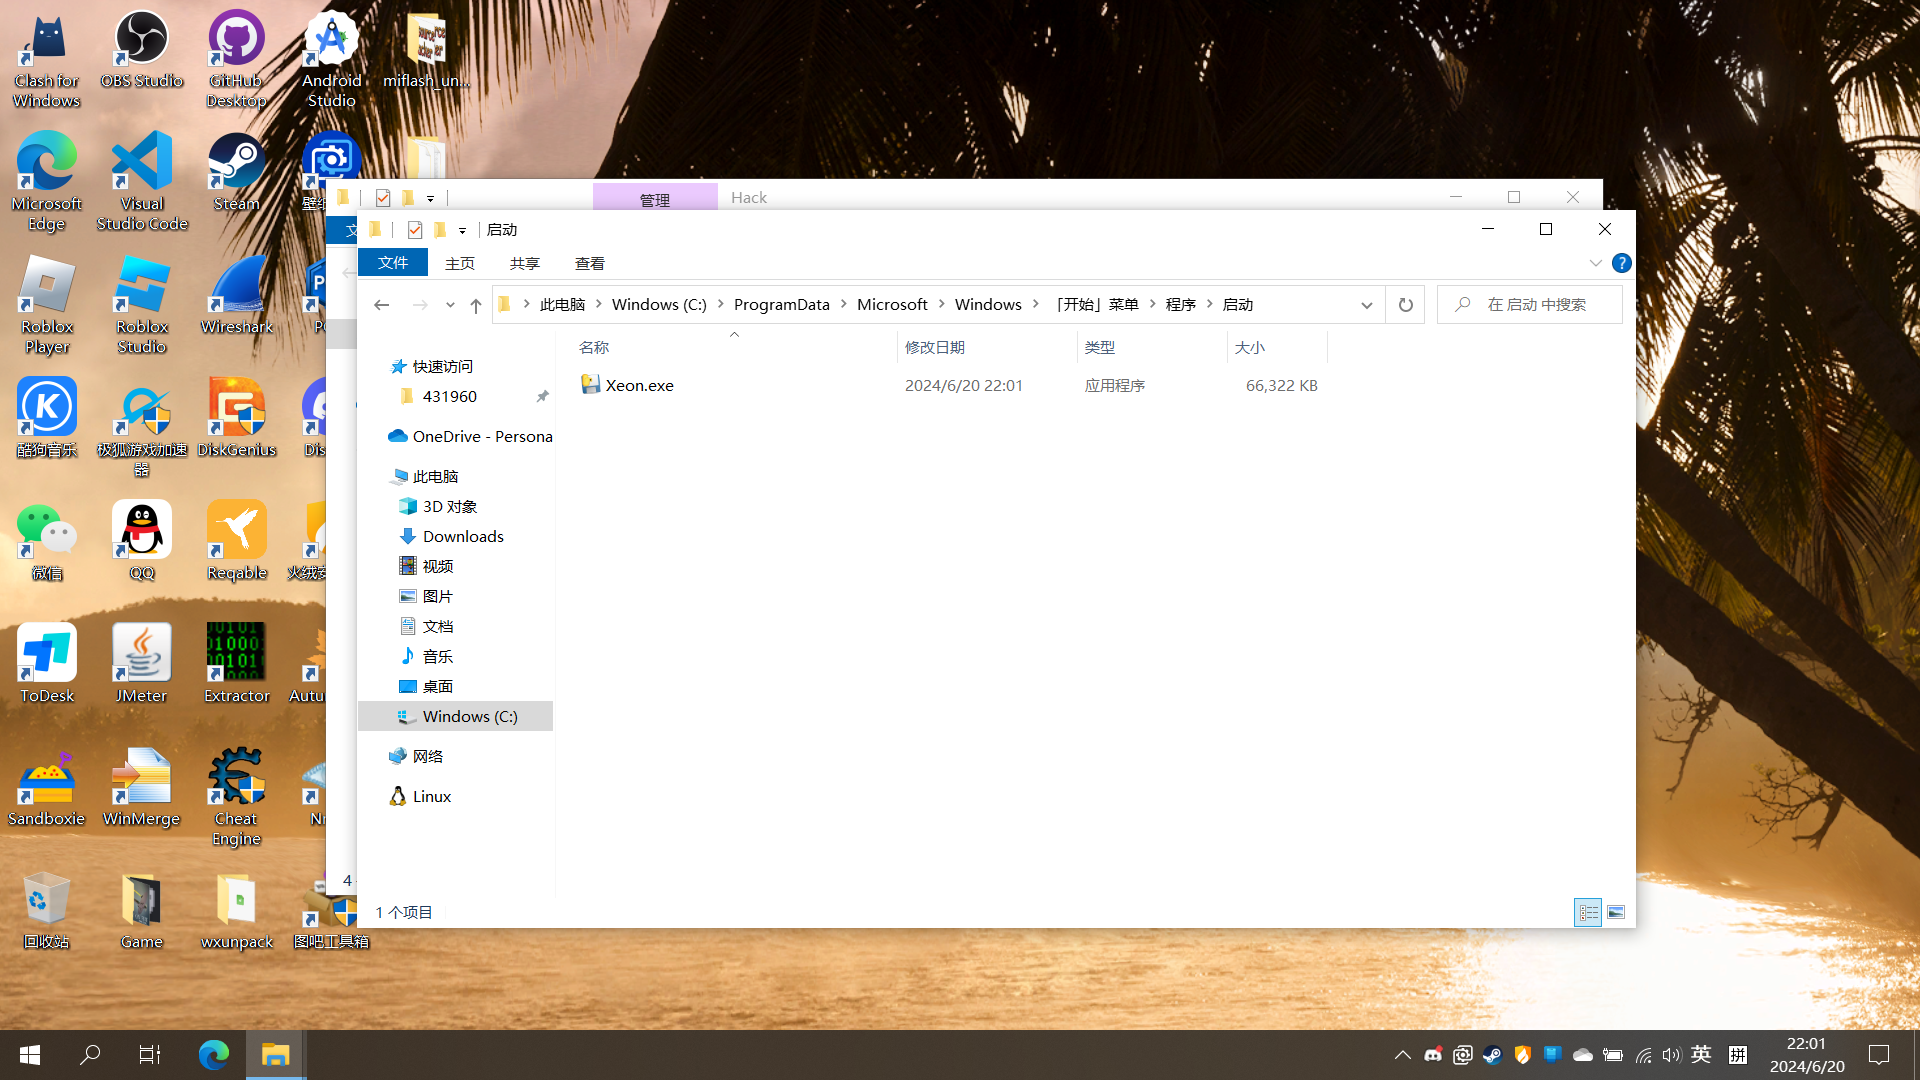 Clash for
Windows
OBS Studio
GitHub
Desktop
Android
Studio
miflash_un...
Microsoft
Edge
Visual
Studio Code
Steam
Roblox
Player
Roblox
Studio
Wireshark
酷狗音乐
极狐游戏加速
器
DiskGenius
微信
QQ
Reqable
ToDesk
JMeter
Extractor
Sandboxie
WinMerge
Cheat
Engine
回收站
Game
wxunpack
图吧工具箱
管理
Hack
启动
文件
主页
共享
查看
此电脑
Windows (C:)
ProgramData
Microsoft
Windows
「开始」菜单
程序
启动
在 启动 中搜索
名称
修改日期
类型
大小
Xeon.exe
2024/6/20 22:01
应用程序
66,322 KB
快速访问
431960
OneDrive - Persona
此电脑
3D 对象
Downloads
视频
图片
文档
音乐
桌面
Windows (C:)
网络
Linux
4
1 个项目
英
拼
22:01
2024/6/20